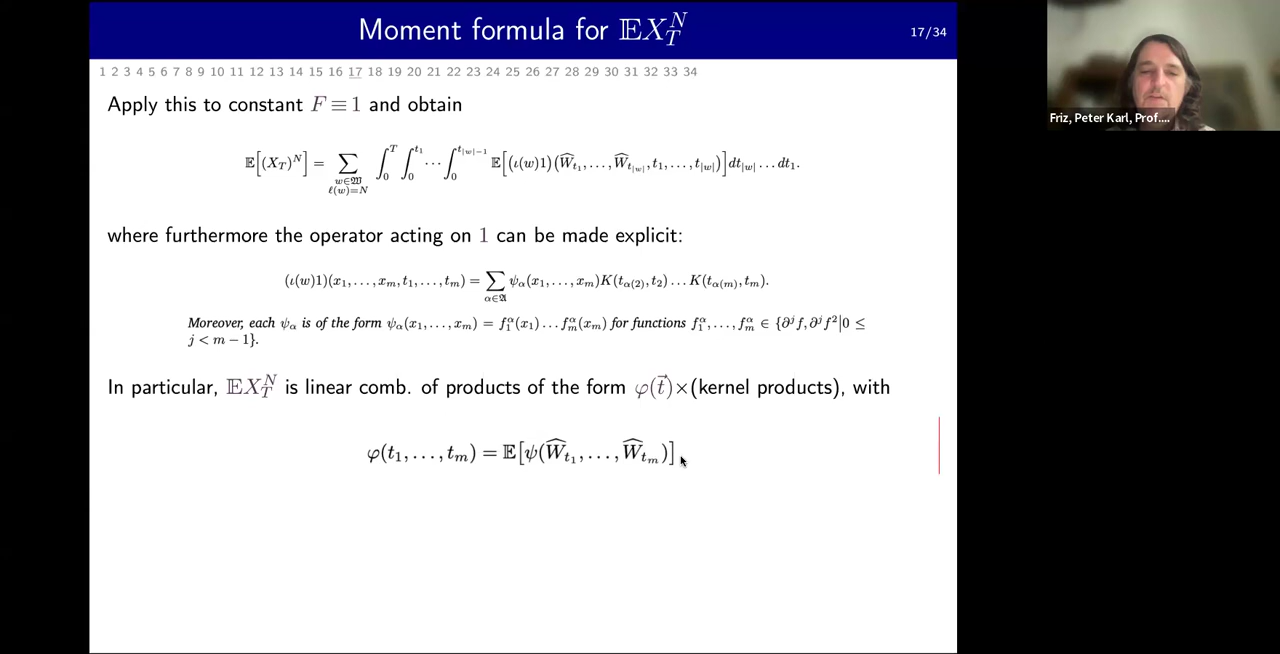 Moment formula for 𝔼X_T^N
17/34
1 2 3 4 5 6 7 8 9 10 11 12 13 14 15 16 17 18 19 20 21 22 23 24 25 26 27 28 29 30 31 32 33 34
Apply this to constant F ≡ 1 and obtain
𝔼[(X_T)^N] = ∑_{w∈𝔚, ℓ(w)=N} ∫_0^T ∫_0^{t_1} ⋯ ∫_0^{t_{|w|−1}} 𝔼[(ι(w)1)(Ŵ_{t_1}, …, Ŵ_{t_{|w|}}, t_1, …, t_{|w|})] dt_{|w|} … dt_1.
where furthermore the operator acting on 1 can be made explicit:
(ι(w)1)(x_1, …, x_m, t_1, …, t_m) = ∑_{α∈𝔄} ψ_α(x_1, …, x_m)K(t_{α(2)}, t_2) … K(t_{α(m)}, t_m).
Moreover, each ψ_α is of the form ψ_α(x_1, …, x_m) = f_1^α(x_1) … f_m^α(x_m) for functions f_1^α, …, f_m^α ∈ {∂^j f, ∂^j f^2|0 ≤
j < m − 1}.
In particular, 𝔼X_T^N is linear comb. of products of the form φ(t⃗)×(kernel products), with
φ(t_1, …, t_m) = 𝔼[ψ(Ŵ_{t_1}, …, Ŵ_{t_m})]
Friz, Peter Karl, Prof....